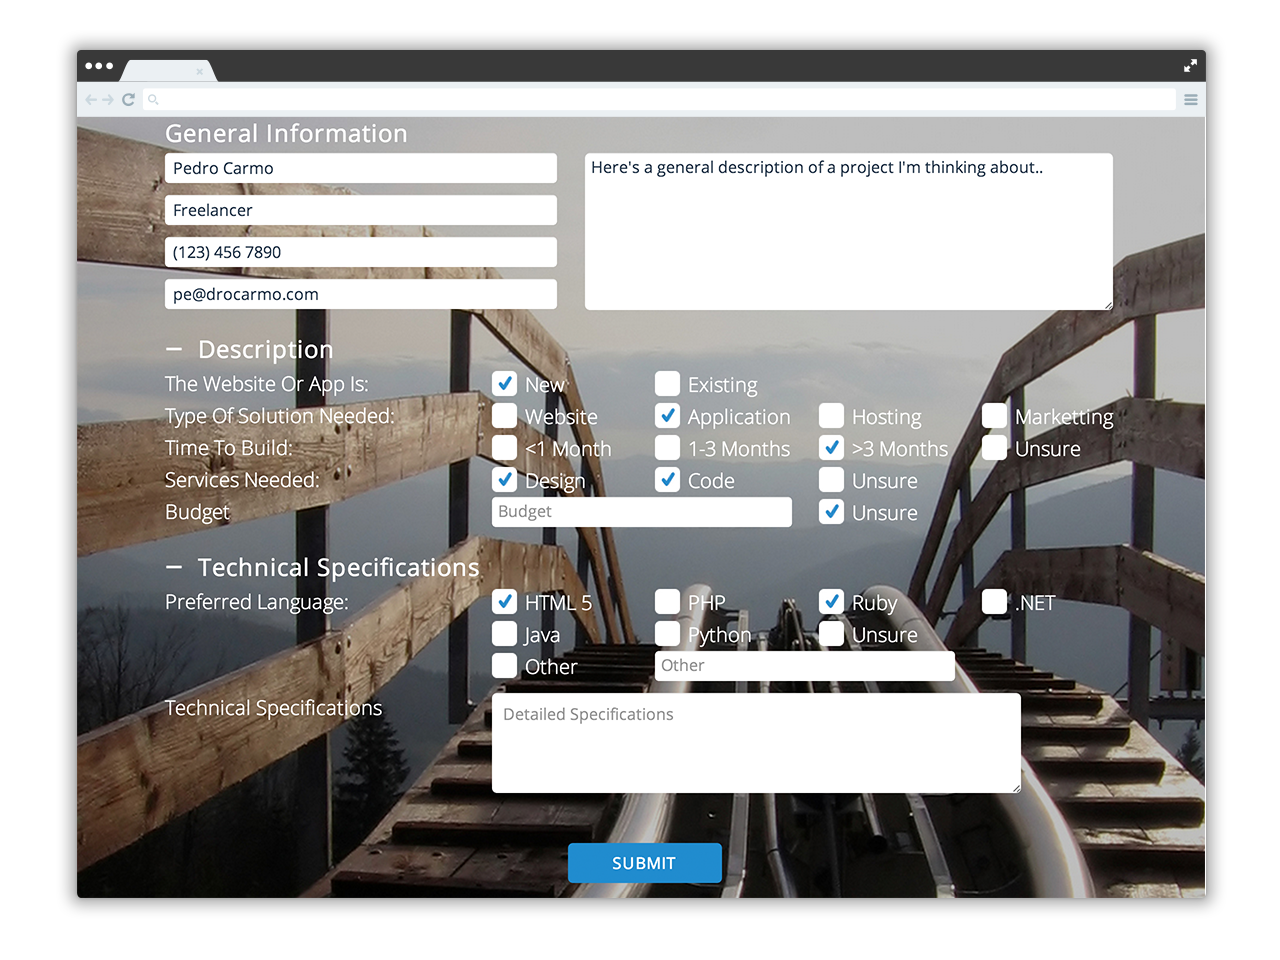 General Information
Pedro Carmo
Here's a general description of a project I'm thinking about..
Freelancer
(123) 456 7890
pe@drocarmo.com
– Description
The Website Or App Is: New Existing
Type Of Solution Needed: Website Application Hosting Marketting
Time To Build: <1 Month 1-3 Months >3 Months Unsure
Services Needed: Design Code Unsure
Budget Budget Unsure
– Technical Specifications
Preferred Language: HTML 5 PHP Ruby .NET
Java Python Unsure
Other Other
Technical Specifications Detailed Specifications
SUBMIT